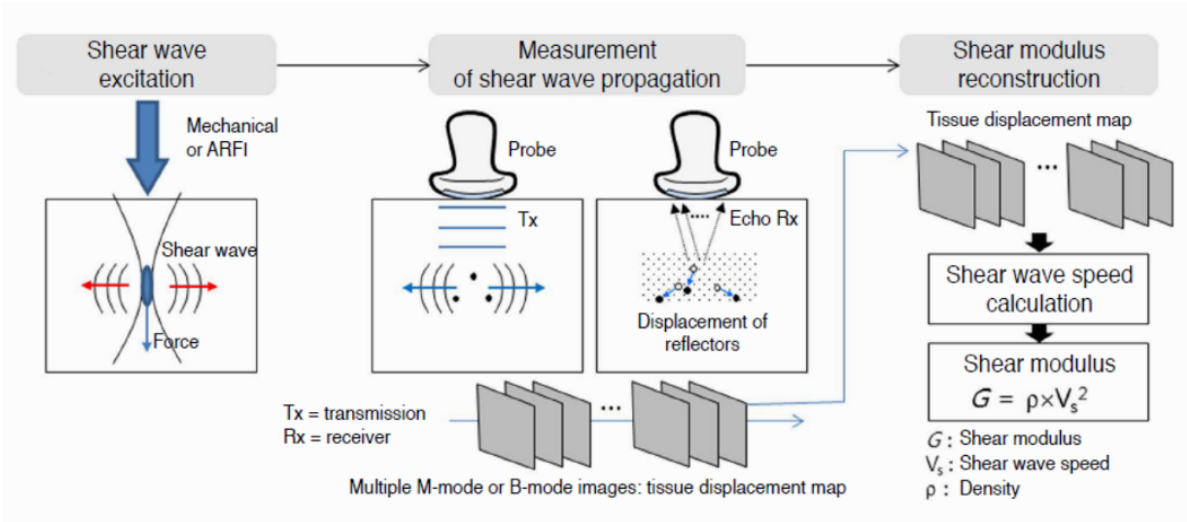 Shear wave
excitation
Measurement
of shear wave propagation
Shear modulus
reconstruction
Mechanical
or ARFI
Shear wave
Force
Probe
Tx
Probe
Echo Rx
Displacement of
reflectors
Tx = transmission
Rx = receiver
...
Multiple M-mode or B-mode images: tissue displacement map
Tissue displacement map
...
Shear wave speed
calculation
Shear modulus
G = ρ×Vₛ²
G : Shear modulus
Vₛ : Shear wave speed
ρ : Density